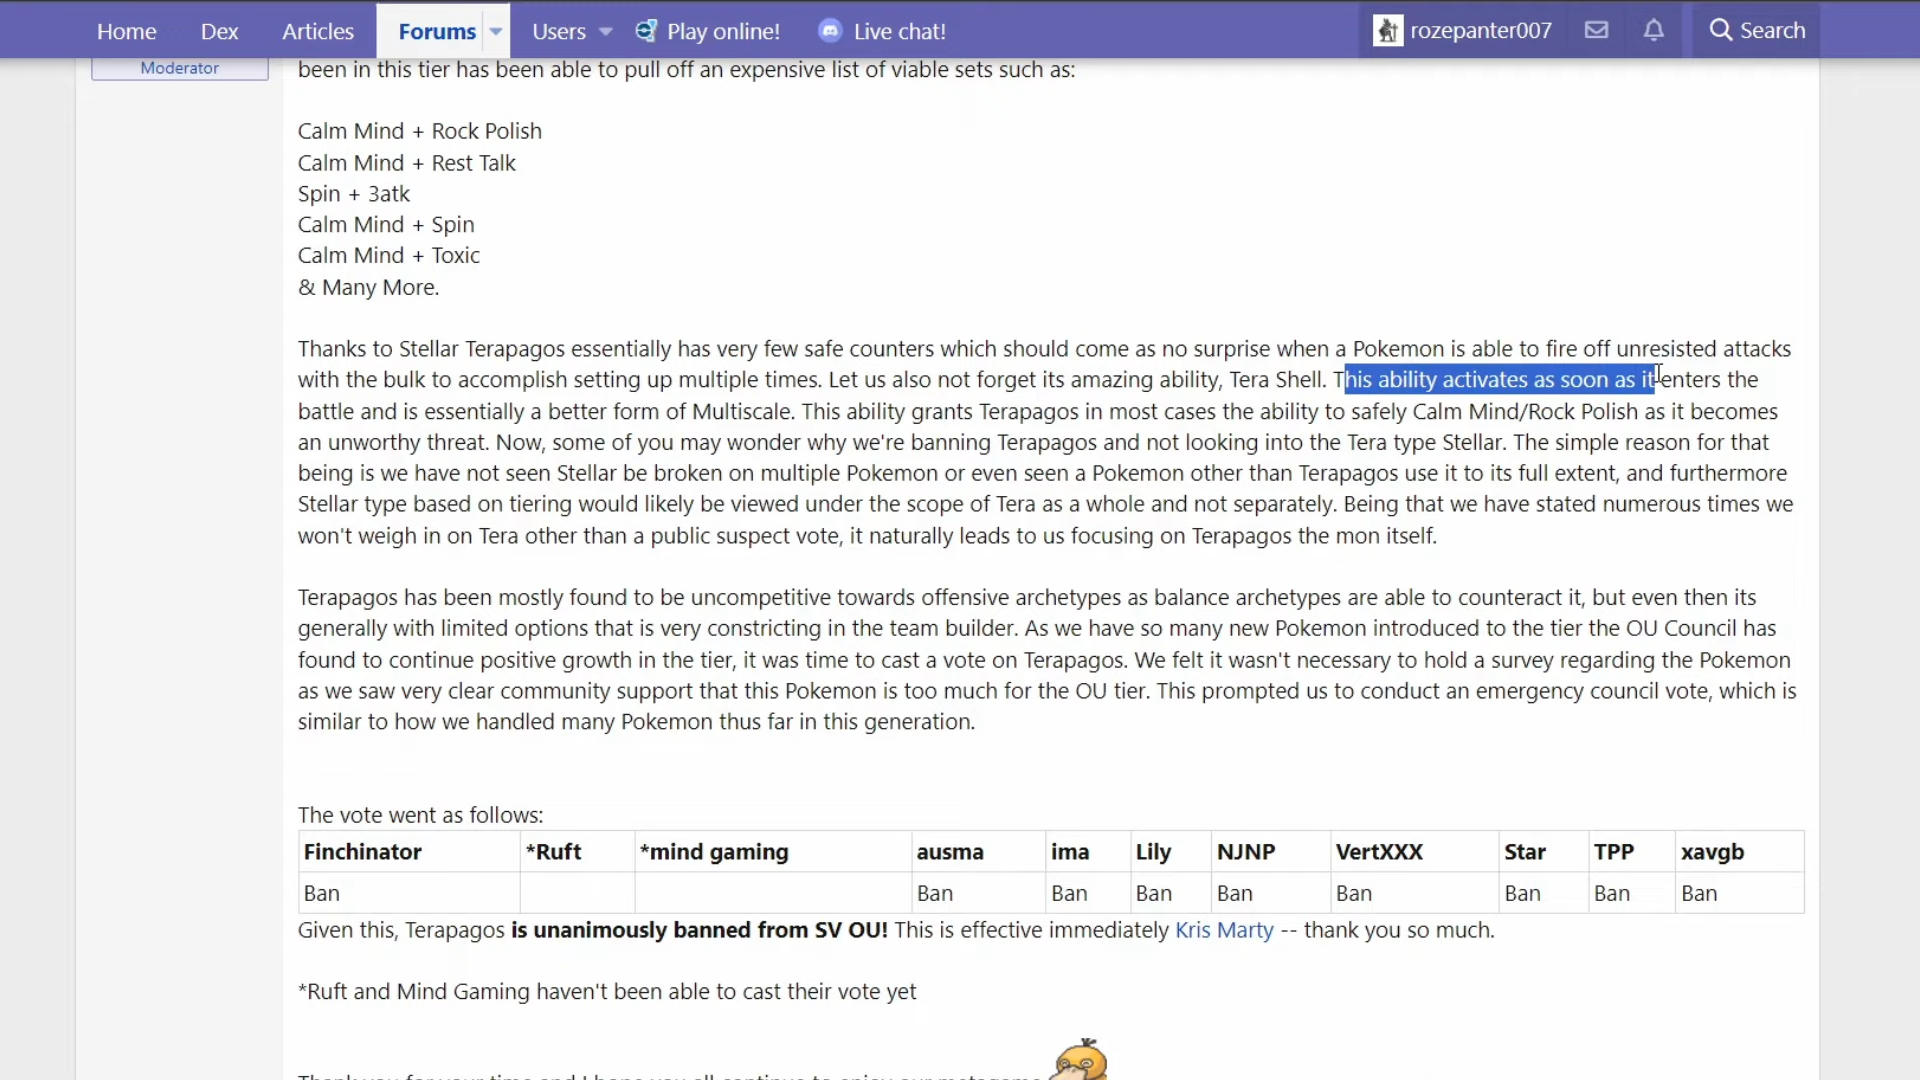 Home Dex Articles Forums Users Play online! Live chat! rozepanter007 Search
Moderator
been in this tier has been able to pull off an expensive list of viable sets such as:
Calm Mind + Rock Polish
Calm Mind + Rest Talk
Spin + 3atk
Calm Mind + Spin
Calm Mind + Toxic
& Many More.
Thanks to Stellar Terapagos essentially has very few safe counters which should come as no surprise when a Pokemon is able to fire off unresisted attacks
with the bulk to accomplish setting up multiple times. Let us also not forget its amazing ability, Tera Shell. This ability activates as soon as it enters the
battle and is essentially a better form of Multiscale. This ability grants Terapagos in most cases the ability to safely Calm Mind/Rock Polish as it becomes
an unworthy threat. Now, some of you may wonder why we're banning Terapagos and not looking into the Tera type Stellar. The simple reason for that
being is we have not seen Stellar be broken on multiple Pokemon or even seen a Pokemon other than Terapagos use it to its full extent, and furthermore
Stellar type based on tiering would likely be viewed under the scope of Tera as a whole and not separately. Being that we have stated numerous times we
won't weigh in on Tera other than a public suspect vote, it naturally leads to us focusing on Terapagos the mon itself.
Terapagos has been mostly found to be uncompetitive towards offensive archetypes as balance archetypes are able to counteract it, but even then its
generally with limited options that is very constricting in the team builder. As we have so many new Pokemon introduced to the tier the OU Council has
found to continue positive growth in the tier, it was time to cast a vote on Terapagos. We felt it wasn't necessary to hold a survey regarding the Pokemon
as we saw very clear community support that this Pokemon is too much for the OU tier. This prompted us to conduct an emergency council vote, which is
similar to how we handled many Pokemon thus far in this generation.
The vote went as follows:
Finchinator *Ruft *mind gaming ausma ima Lily NJNP VertXXX Star TPP xavgb
Ban Ban Ban Ban Ban Ban Ban Ban Ban
Given this, Terapagos is unanimously banned from SV OU! This is effective immediately Kris Marty -- thank you so much.
*Ruft and Mind Gaming haven't been able to cast their vote yet